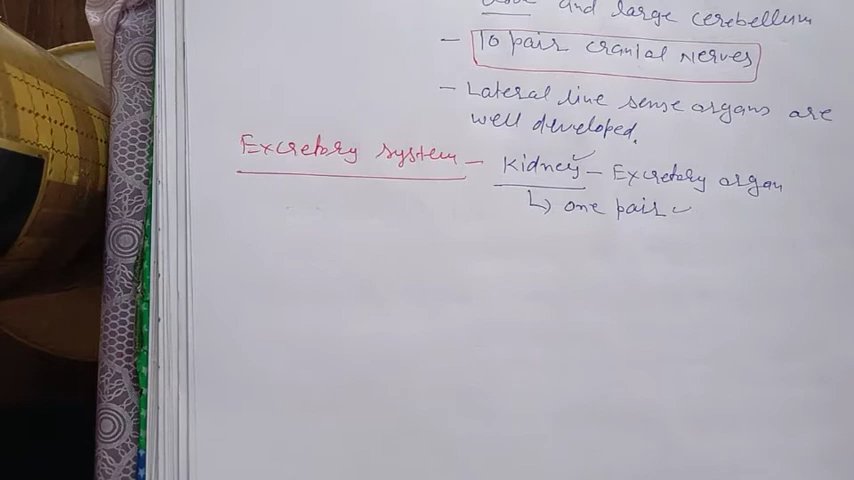 and large cerebellum
- 10 pair cranial nerves
- Lateral line sense organs are
well developed.
Excretory system - Kidney - Excretory organ
↳ one pair